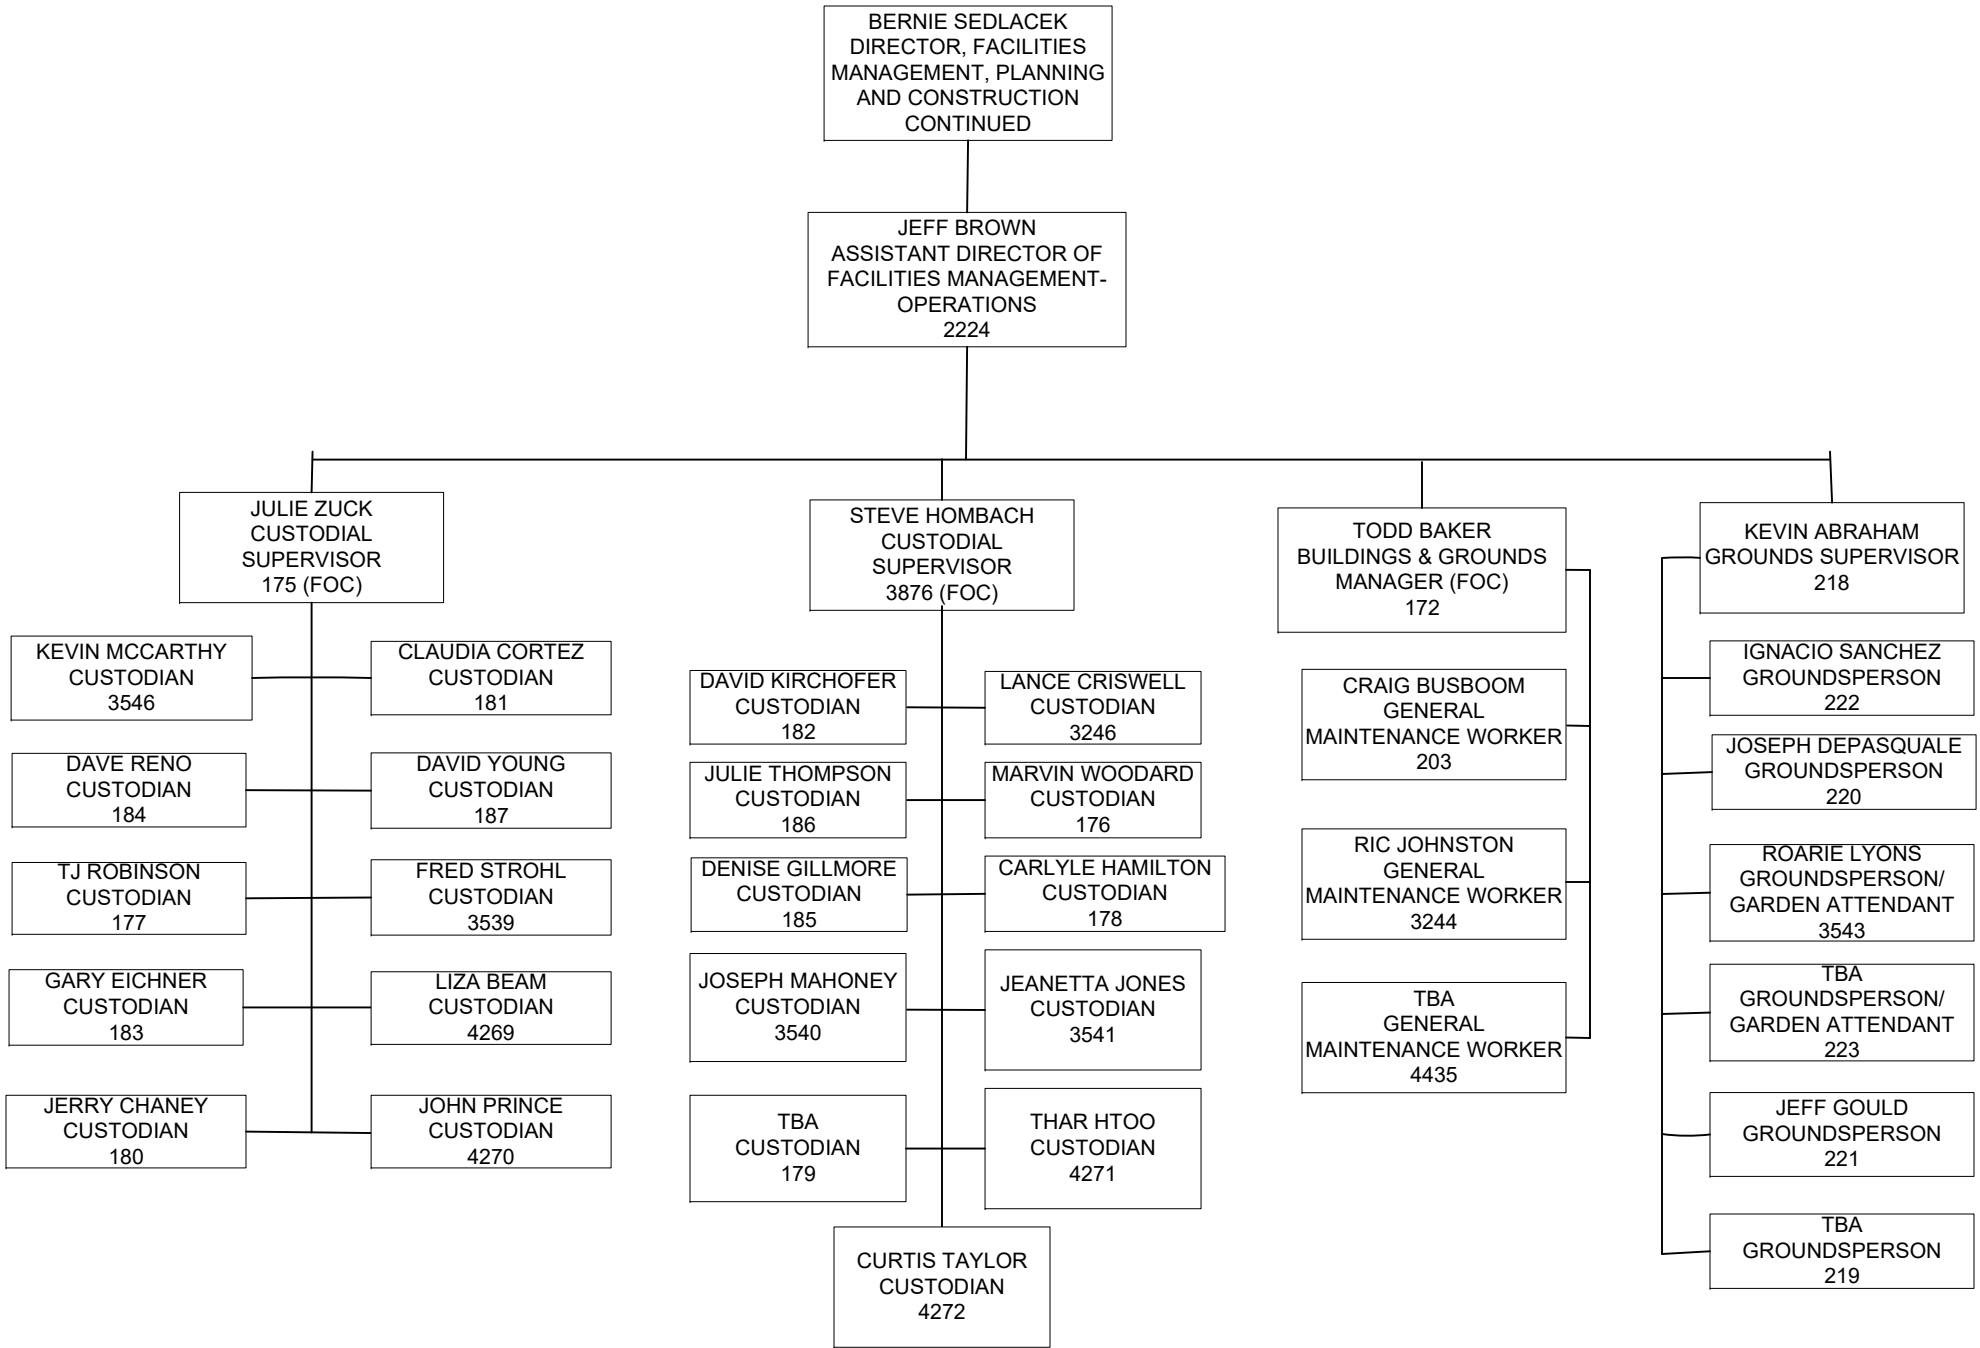 BERNIE SEDLACEK
DIRECTOR, FACILITIES
MANAGEMENT, PLANNING
AND CONSTRUCTION
CONTINUED
JEFF BROWN
ASSISTANT DIRECTOR OF
FACILITIES MANAGEMENT-
OPERATIONS
2224
JULIE ZUCK
CUSTODIAL
SUPERVISOR
175 (FOC)
KEVIN MCCARTHY
CUSTODIAN
3546
CLAUDIA CORTEZ
CUSTODIAN
181
DAVE RENO
CUSTODIAN
184
DAVID YOUNG
CUSTODIAN
187
TJ ROBINSON
CUSTODIAN
177
FRED STROHL
CUSTODIAN
3539
GARY EICHNER
CUSTODIAN
183
LIZA BEAM
CUSTODIAN
4269
JERRY CHANEY
CUSTODIAN
180
JOHN PRINCE
CUSTODIAN
4270
STEVE HOMBACH
CUSTODIAL
SUPERVISOR
3876 (FOC)
DAVID KIRCHOFER
CUSTODIAN
182
LANCE CRISWELL
CUSTODIAN
3246
JULIE THOMPSON
CUSTODIAN
186
MARVIN WOODARD
CUSTODIAN
176
DENISE GILLMORE
CUSTODIAN
185
CARLYLE HAMILTON
CUSTODIAN
178
JOSEPH MAHONEY
CUSTODIAN
3540
JEANETTA JONES
CUSTODIAN
3541
TBA
CUSTODIAN
179
THAR HTOO
CUSTODIAN
4271
CURTIS TAYLOR
CUSTODIAN
4272
TODD BAKER
BUILDINGS & GROUNDS
MANAGER (FOC)
172
CRAIG BUSBOOM
GENERAL
MAINTENANCE WORKER
203
RIC JOHNSTON
GENERAL
MAINTENANCE WORKER
3244
TBA
GENERAL
MAINTENANCE WORKER
4435
KEVIN ABRAHAM
GROUNDS SUPERVISOR
218
IGNACIO SANCHEZ
GROUNDSPERSON
222
JOSEPH DEPASQUALE
GROUNDSPERSON
220
ROARIE LYONS
GROUNDSPERSON/
GARDEN ATTENDANT
3543
TBA
GROUNDSPERSON/
GARDEN ATTENDANT
223
JEFF GOULD
GROUNDSPERSON
221
TBA
GROUNDSPERSON
219